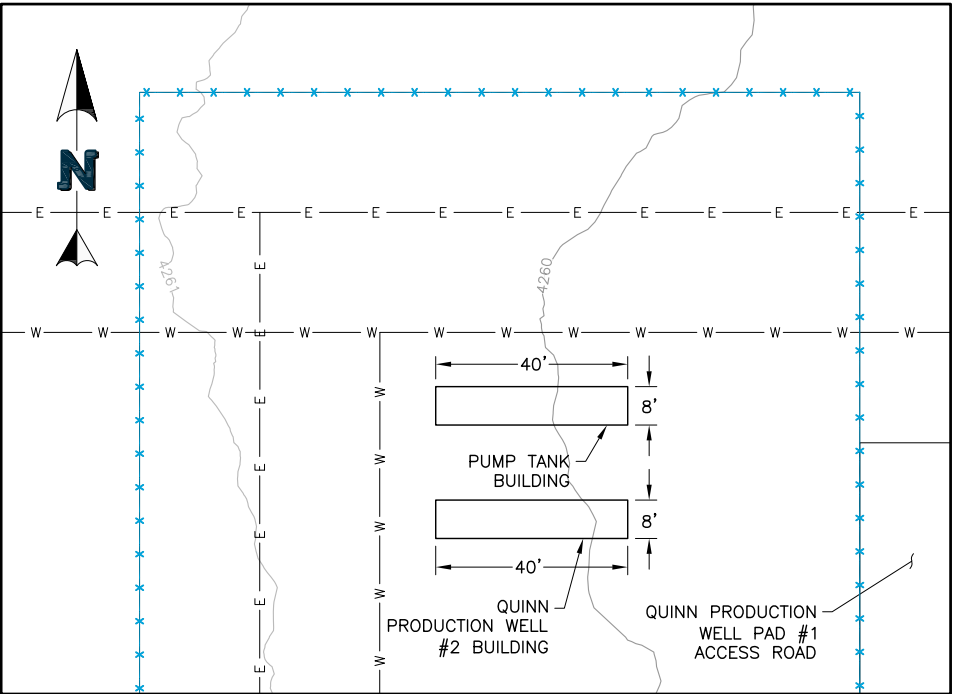 N
E E E E E E E E E E E E E E
4261
E
4260
W W W W W W W E W W W W W W W
40'
8'
E
W
PUMP TANK
BUILDING
E
W
8'
E
W
40'
QUINN
PRODUCTION WELL
#2 BUILDING
E
W
QUINN PRODUCTION
WELL PAD #1
ACCESS ROAD
E
W